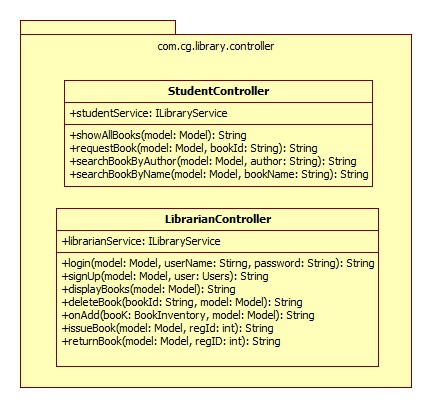 com.cg.library.controller
StudentController
+studentService: ILibraryService
+showAllBooks(model: Model): String
+requestBook(model: Model, bookId: String): String
+searchBookByAuthor(model: Model, author: String): String
+searchBookByName(model: Model, bookName: String): String
LibrarianController
+librarianService: ILibraryService
+login(model: Model, userName: Stirng, password: String): String
+signUp(model: Model, user: Users): String
+displayBooks(model: Model): String
+deleteBook(bookId: String, model: Model): String
+onAdd(booK: BookInventory, model: Model): String
+issueBook(model: Model, regId: int): String
+returnBook(model: Model, regID: int): String